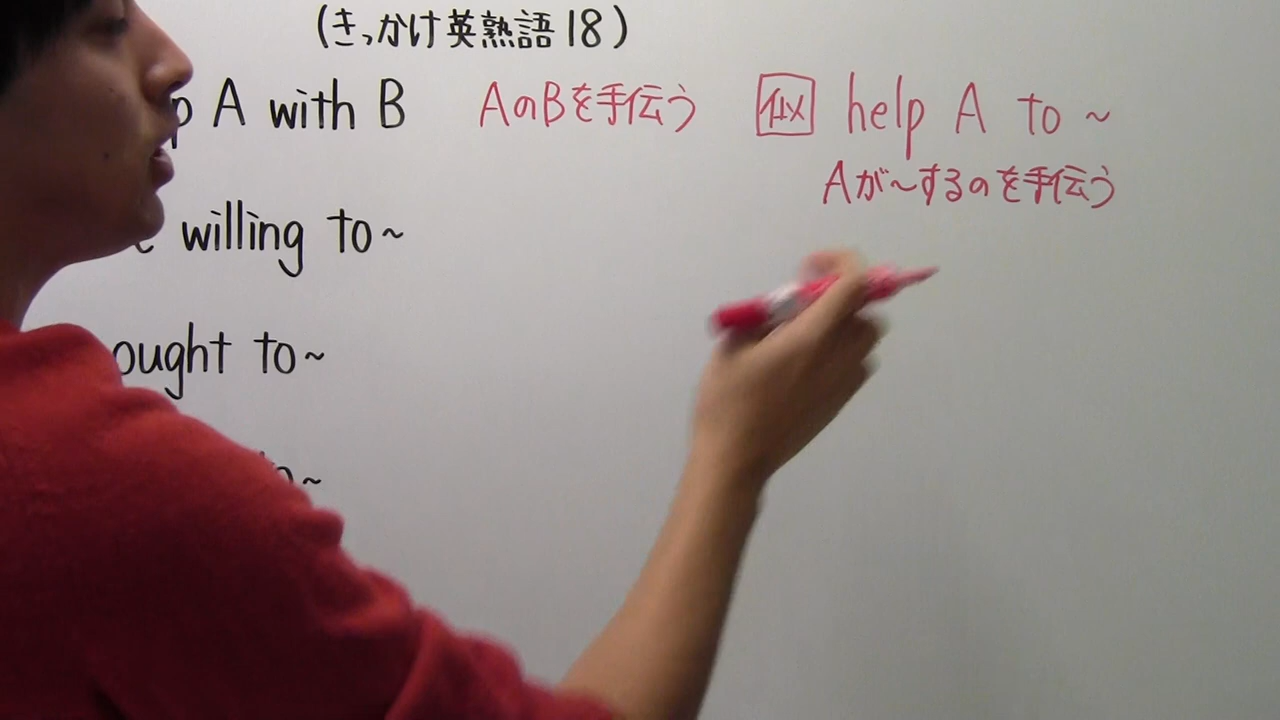 (きっかけ英熟語18)
p A with B AのBを手伝う 似 help A to ~
Aが~するのを手伝う
willing to~
ought to~
~